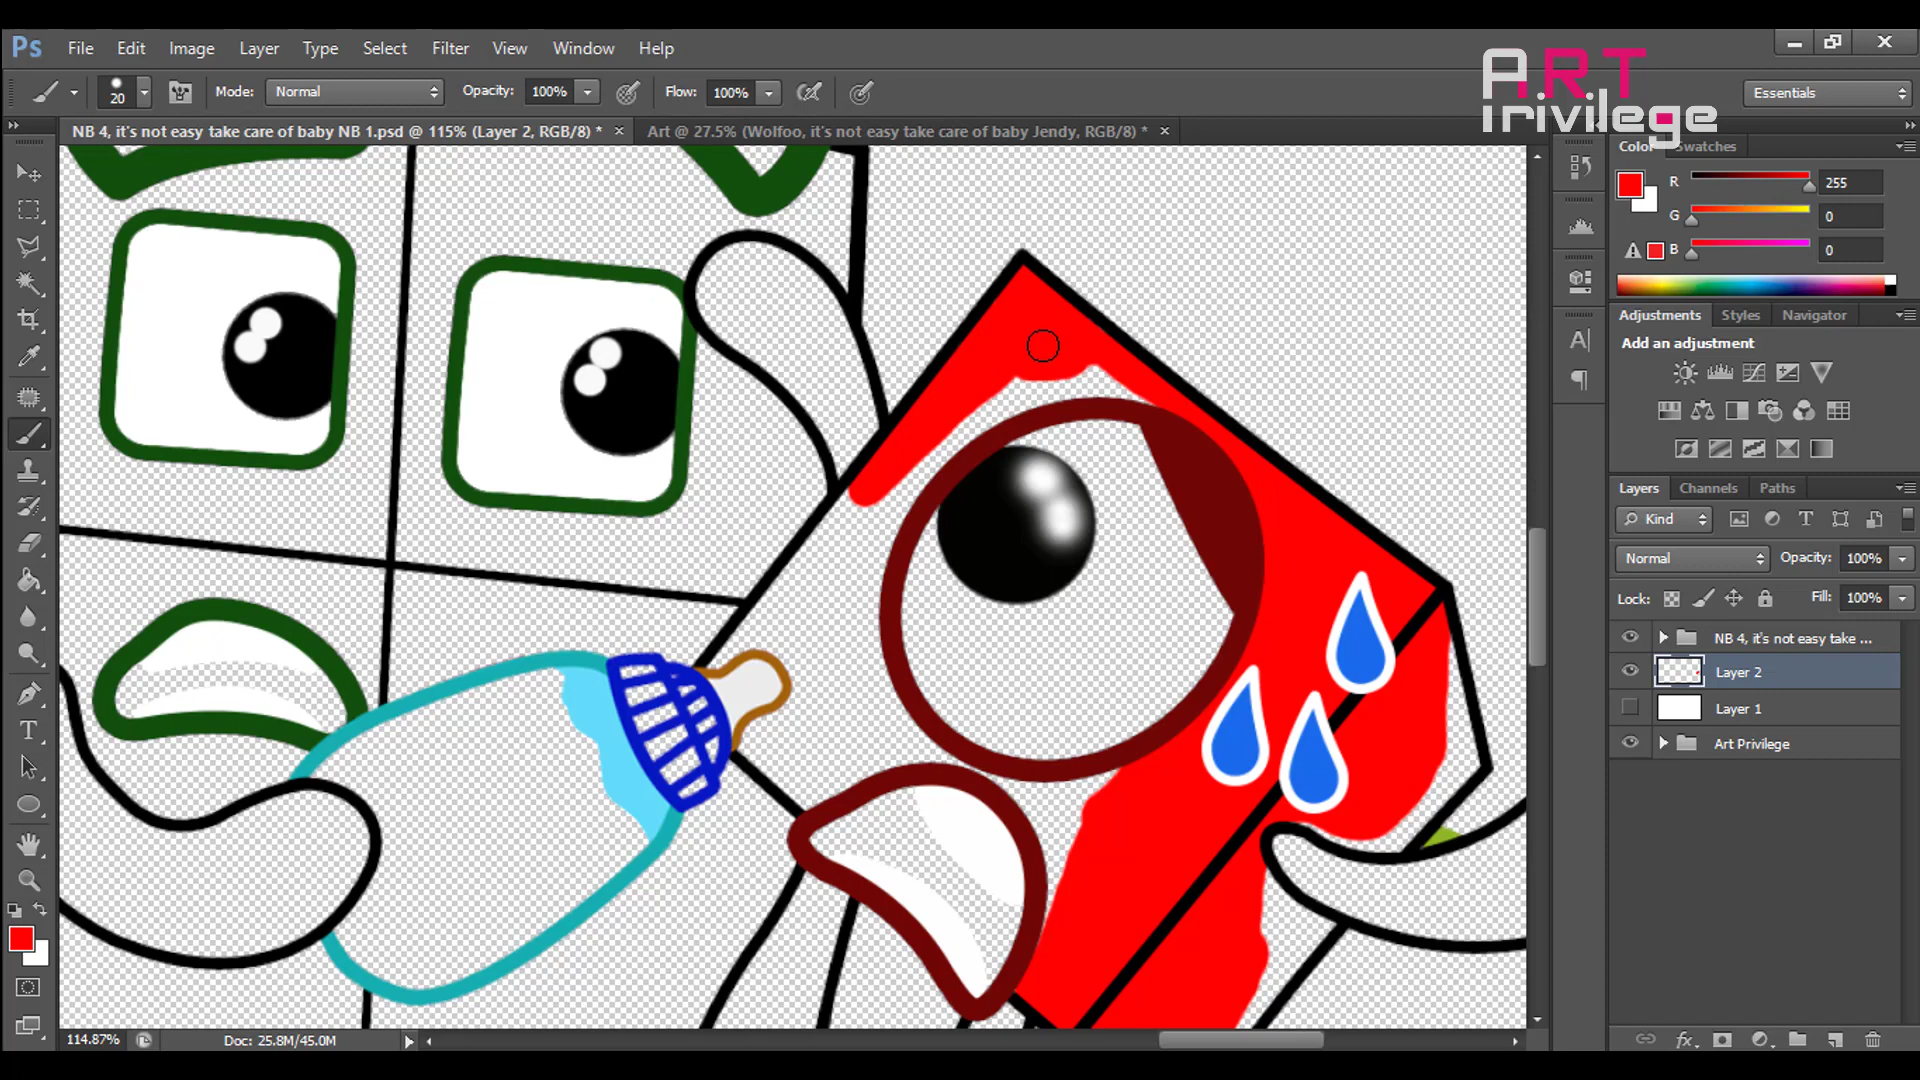 Ps File Edit Image Layer Type Select Filter View Window Help
ART
irivilege
20 Mode: Normal Opacity: 100% Flow: 100% Essentials
NB 4, it's not easy take care of baby NB 1.psd @ 115% (Layer 2, RGB/8) * × Art @ 27.5% (Wolfoo, it's not easy take care of baby Jendy, RGB/8) * ×
Color Swatches
R 255
G 0
B 0
Adjustments Styles Navigator
Add an adjustment
Layers Channels Paths
Kind
Normal Opacity: 100%
Lock: Fill: 100%
NB 4, it's not easy take ...
Layer 2
Layer 1
Art Privilege
114.87% Doc: 25.8M/45.0M